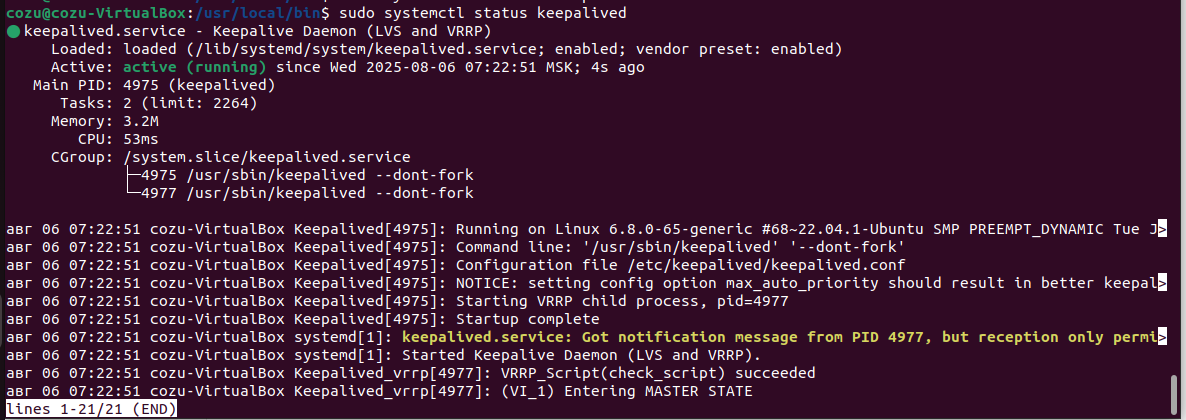 cozu@cozu-VirtualBox:/usr/local/bin$ sudo systemctl status keepalived
● keepalived.service - Keepalive Daemon (LVS and VRRP)
     Loaded: loaded (/lib/systemd/system/keepalived.service; enabled; vendor preset: enabled)
     Active: active (running) since Wed 2025-08-06 07:22:51 MSK; 4s ago
   Main PID: 4975 (keepalived)
      Tasks: 2 (limit: 2264)
     Memory: 3.2M
        CPU: 53ms
     CGroup: /system.slice/keepalived.service
             ├─4975 /usr/sbin/keepalived --dont-fork
             └─4977 /usr/sbin/keepalived --dont-fork
авг 06 07:22:51 cozu-VirtualBox Keepalived[4975]: Running on Linux 6.8.0-65-generic #68~22.04.1-Ubuntu SMP PREEMPT_DYNAMIC Tue J>
авг 06 07:22:51 cozu-VirtualBox Keepalived[4975]: Command line: '/usr/sbin/keepalived' '--dont-fork'
авг 06 07:22:51 cozu-VirtualBox Keepalived[4975]: Configuration file /etc/keepalived/keepalived.conf
авг 06 07:22:51 cozu-VirtualBox Keepalived[4975]: NOTICE: setting config option max_auto_priority should result in better keepal>
авг 06 07:22:51 cozu-VirtualBox Keepalived[4975]: Starting VRRP child process, pid=4977
авг 06 07:22:51 cozu-VirtualBox Keepalived[4975]: Startup complete
авг 06 07:22:51 cozu-VirtualBox systemd[1]: keepalived.service: Got notification message from PID 4977, but reception only permi>
авг 06 07:22:51 cozu-VirtualBox systemd[1]: Started Keepalive Daemon (LVS and VRRP).
авг 06 07:22:51 cozu-VirtualBox Keepalived_vrrp[4977]: VRRP_Script(check_script) succeeded
авг 06 07:22:51 cozu-VirtualBox Keepalived_vrrp[4977]: (VI_1) Entering MASTER STATE
lines 1-21/21 (END)